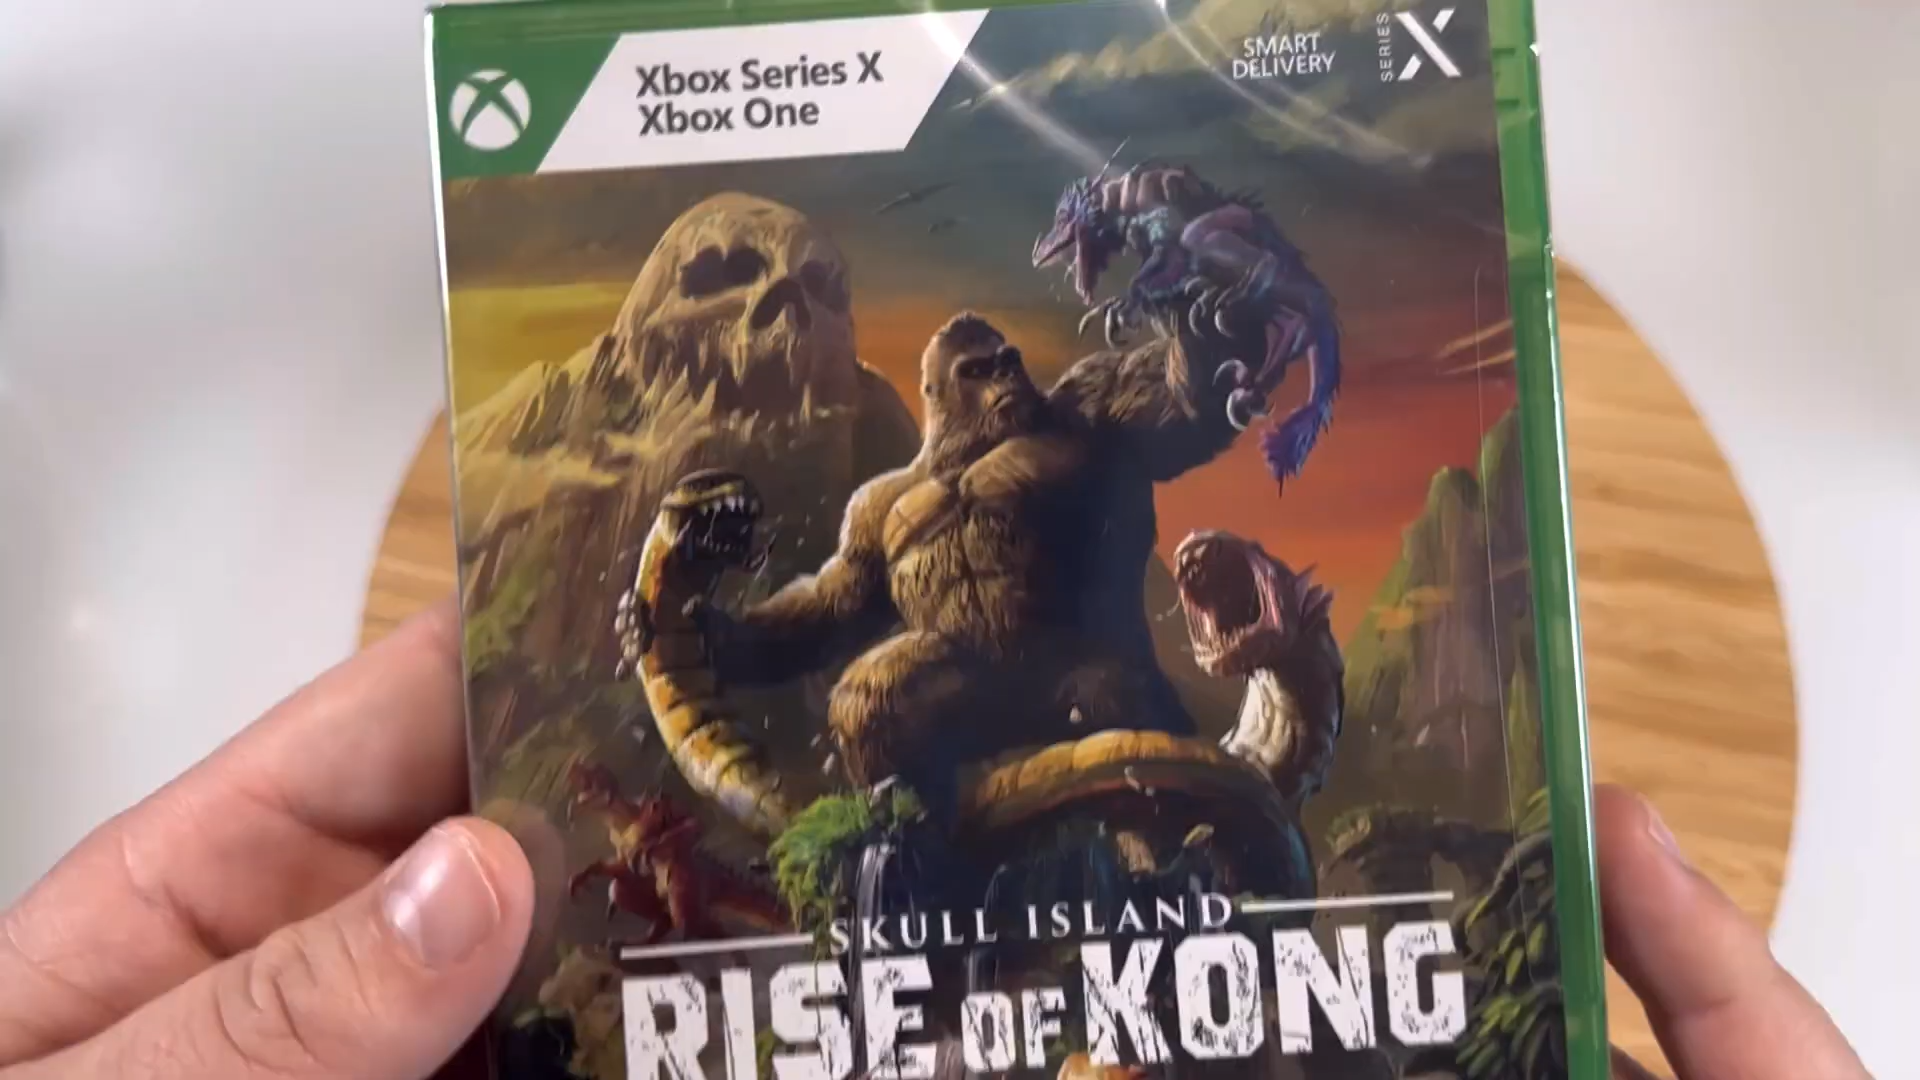 Xbox Series X
Xbox One
SMART
DELIVERY
SERIES X
SKULL ISLAND
RISE OF KONG